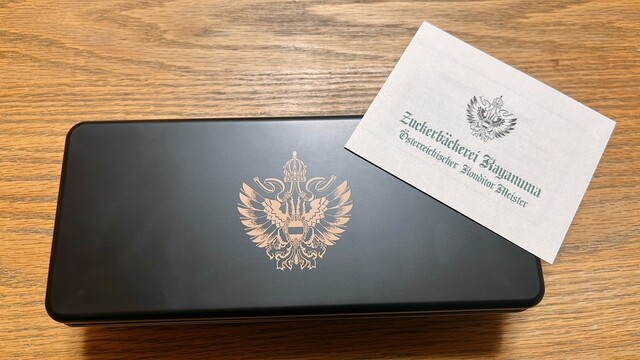 Zuckerbäckerei Kayanuma
Österreichischer Konditor Meister